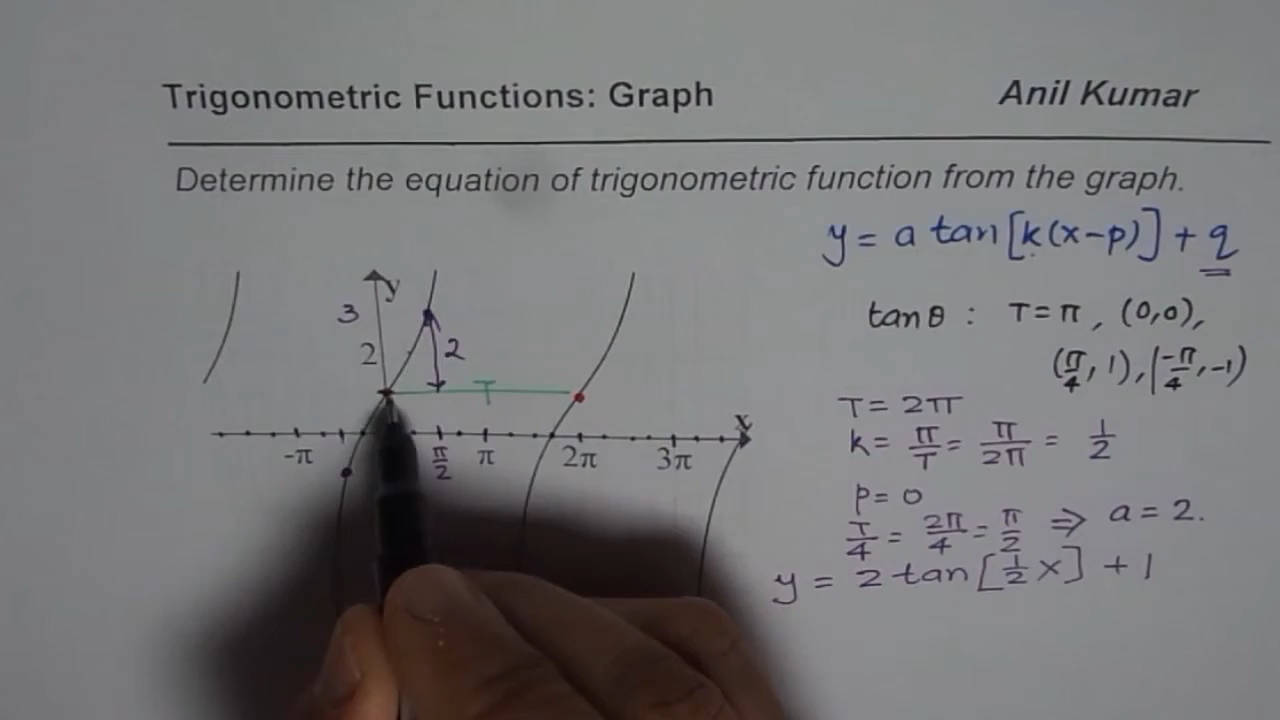 Trigonometric Functions: Graph Anil Kumar
Determine the equation of trigonometric function from the graph.
y = a tan[k(x-p)] + q
tan θ : T = π, (0,0),
(π/4, 1), (-π/4, -1)
T = 2π
k = π/T = π/2π = 1/2
p = 0
T/4 = 2π/4 = π/2 ⇒ a = 2.
y = 2 tan[1/2 x] + 1
y
3
2
2
T
x
-π π/2 π 2π 3π